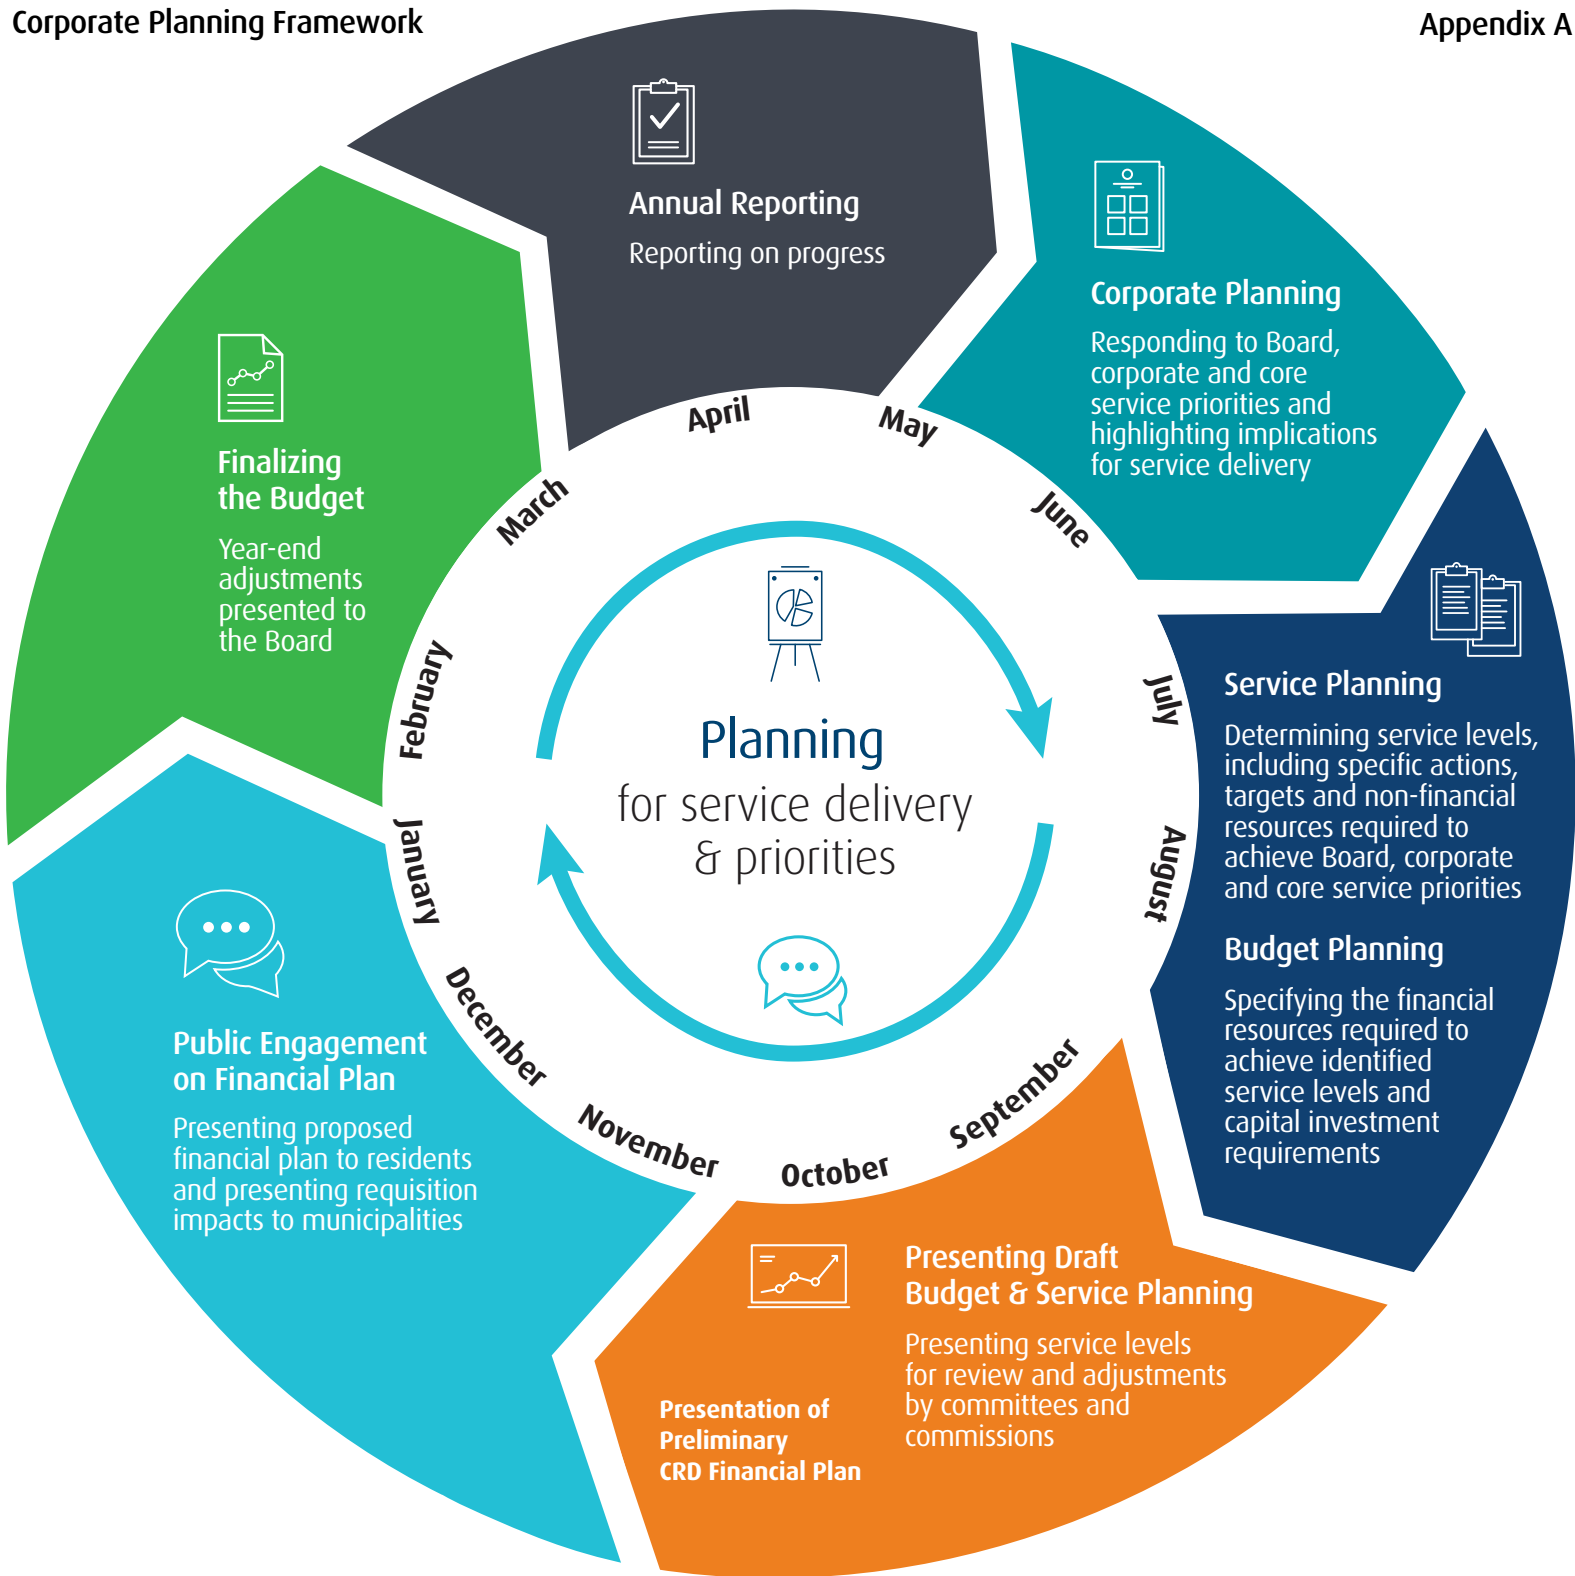 Corporate Planning Framework
Appendix A
Annual Reporting
Reporting on progress
Corporate Planning
Responding to Board,
corporate and core
service priorities and
highlighting implications
for service delivery
Service Planning
Determining service levels,
including specific actions,
targets and non-financial
resources required to
achieve Board, corporate
and core service priorities
Budget Planning
Specifying the financial
resources required to
achieve identified
service levels and
capital investment
requirements
Presenting Draft
Budget & Service Planning
Presenting service levels
for review and adjustments
by committees and
commissions
Presentation of
Preliminary
CRD Financial Plan
Public Engagement
on Financial Plan
Presenting proposed
financial plan to residents
and presenting requisition
impacts to municipalities
Finalizing
the Budget
Year-end
adjustments
presented to
the Board
January
February
March
April
May
June
July
August
September
October
November
December
Planning
for service delivery
& priorities